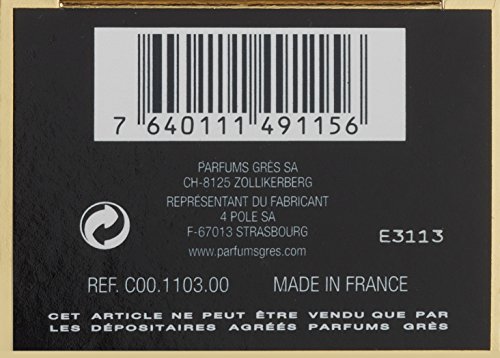 7 640111 491156
PARFUMS GRÈS SA
CH-8125 ZOLLIKERBERG
REPRÉSENTANT DU FABRICANT
4 POLE SA
F-67013 STRASBOURG
www.parfumsgres.com
E3113
REF. C00.1103.00 MADE IN FRANCE
CET ARTICLE NE PEUT ÊTRE VENDU QUE PAR
LES DÉPOSITAIRES AGRÉÉS PARFUMS GRÈS